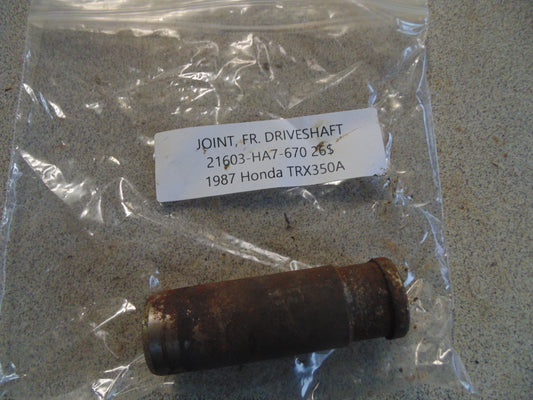 JOINT, FR. DRIVESHAFT
21603-HA7-670 26$
1987 Honda TRX350A